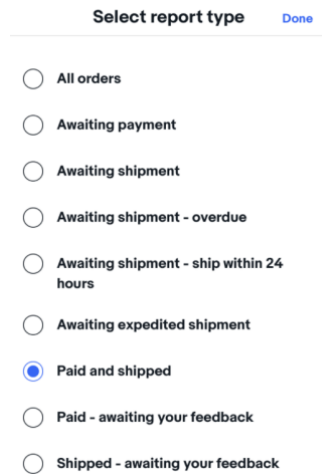 Select report type Done
All orders
Awaiting payment
Awaiting shipment
Awaiting shipment - overdue
Awaiting shipment - ship within 24
hours
Awaiting expedited shipment
Paid and shipped
Paid - awaiting your feedback
Shipped - awaiting your feedback